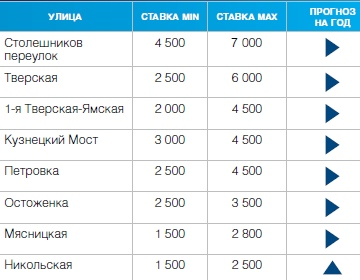 УЛИЦА СТАВКА MIN СТАВКА MAX ПРОГНОЗ НА ГОД
Столешников переулок 4 500 7 000
Тверская 2 500 6 000
1-я Тверская-Ямская 2 000 4 500
Кузнецкий Мост 3 000 4 500
Петровка 2 500 4 500
Остоженка 2 500 3 500
Мясницкая 1 500 2 800
Никольская 1 500 2 500